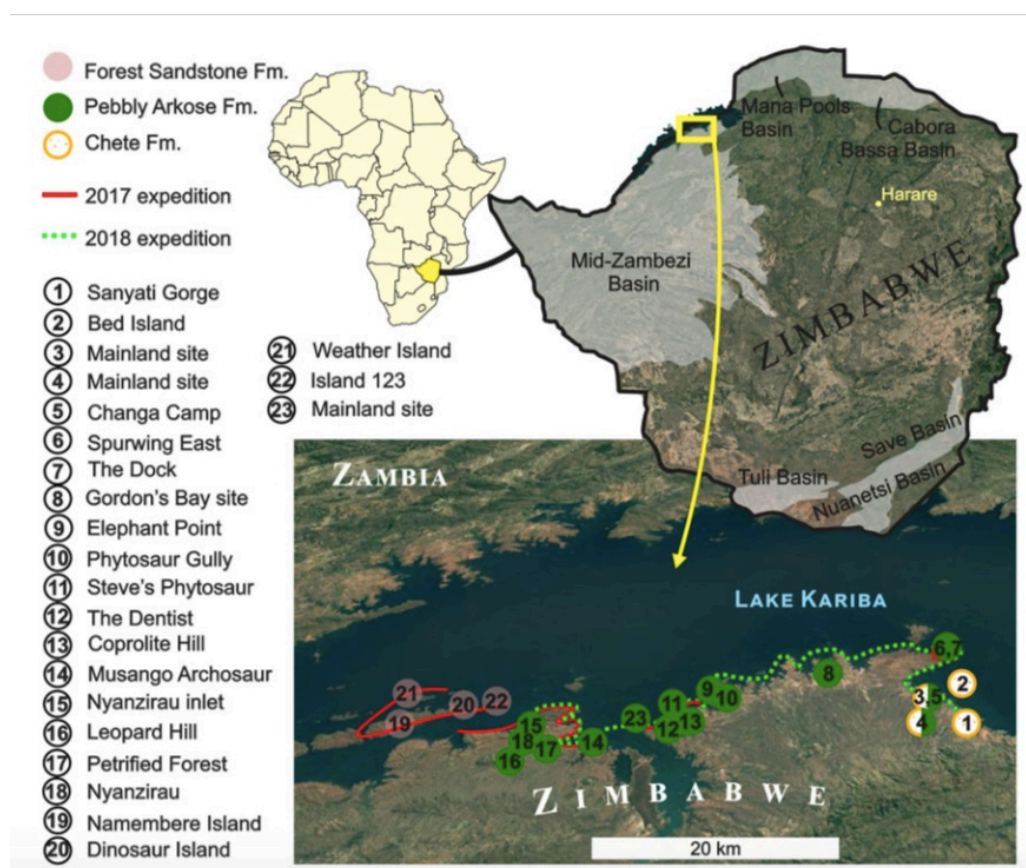 Forest Sandstone Fm.
Pebbly Arkose Fm.
Chete Fm.
2017 expedition
2018 expedition
1 Sanyati Gorge
2 Bed Island
3 Mainland site
4 Mainland site
5 Changa Camp
6 Spurwing East
7 The Dock
8 Gordon's Bay site
9 Elephant Point
10 Phytosaur Gully
11 Steve's Phytosaur
12 The Dentist
13 Coprolite Hill
14 Musango Archosaur
15 Nyanzirau inlet
16 Leopard Hill
17 Petrified Forest
18 Nyanzirau
19 Namembere Island
20 Dinosaur Island
21 Weather Island
22 Island 123
23 Mainland site
Mana Pools
Basin
Cabora
Bassa Basin
Harare
Mid-Zambezi
Basin
ZIMBABWE
Save Basin
Tuli Basin
Nuanetsi Basin
ZAMBIA
LAKE KARIBA
6,7
8
2
3,5
4
1
9
10
11
23
12
13
14
21
20
22
19
15
18
17
16
ZIMBABWE
20 km